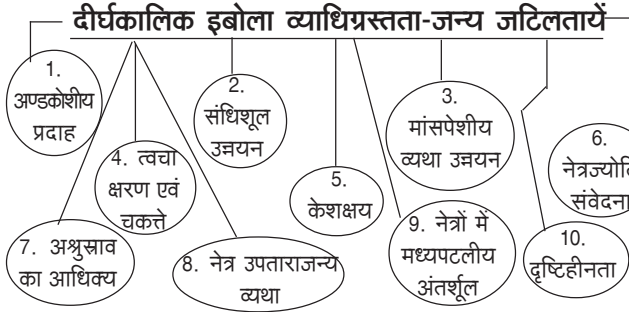 दीर्घकालिक इबोला व्याधिग्रस्तता-जन्य जटिलतायें
1.
अण्डकोशीय
प्रदाह
2.
संधिशूल
उन्नयन
3.
मांसपेशीय
व्यथा उन्नयन
4. त्वचा
क्षरण एवं
चकत्ते
5.
केशक्षय
6.
नेत्रज्योति
संवेदना
7. अश्रुस्राव
का आधिक्य
8. नेत्र उपताराजन्य
व्यथा
9. नेत्रों में
मध्यपटलीय
अंतर्शूल
10.
दृष्टिहीनता